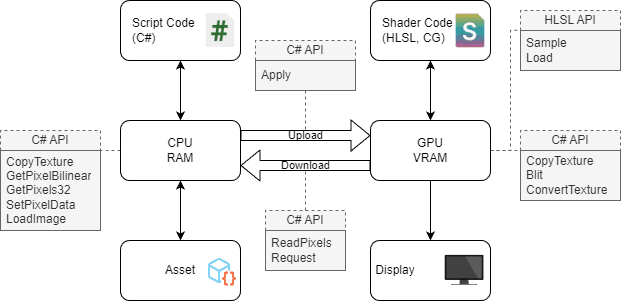 Script Code
(C#)
#
Shader Code
(HLSL, CG)
S
HLSL API
Sample
Load
C# API
Apply
C# API
CopyTexture
GetPixelBilinear
GetPixels32
SetPixelData
LoadImage
CPU
RAM
Upload
Download
GPU
VRAM
C# API
CopyTexture
Blit
ConvertTexture
C# API
ReadPixels
Request
Asset
{}
Display